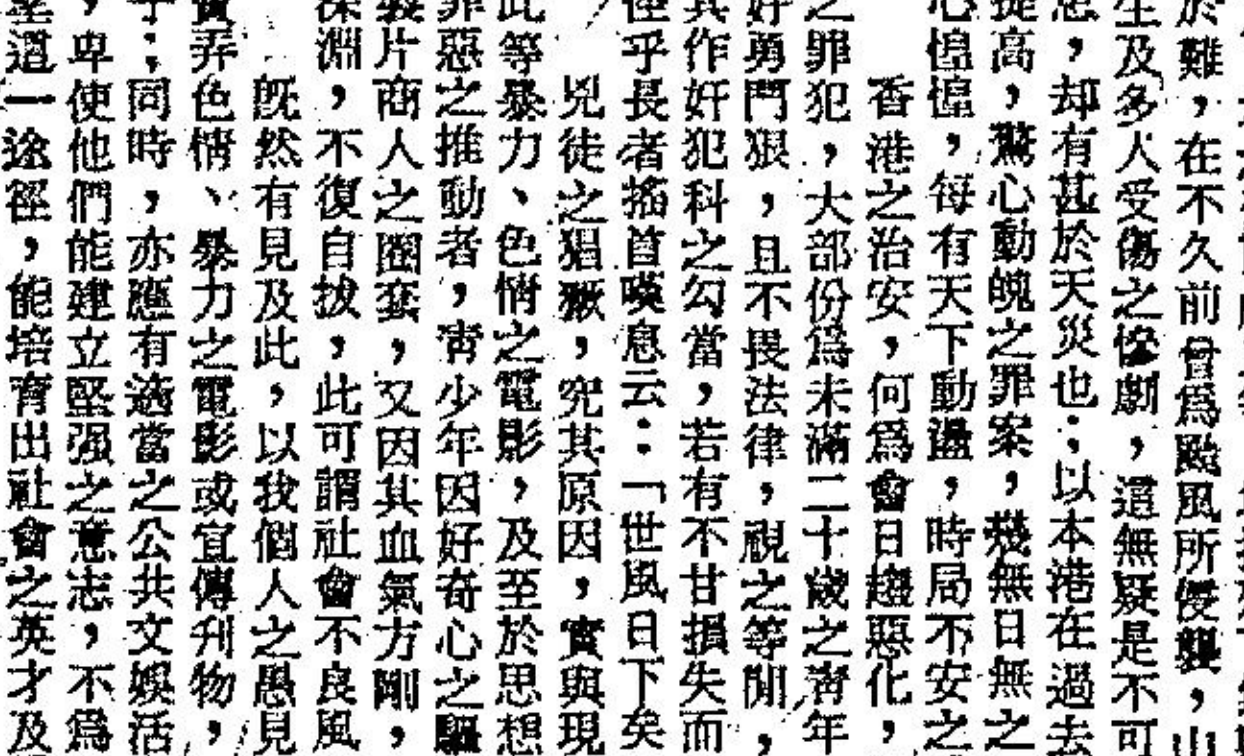 於難，在不久前曾爲颱風所侵襲，山
生及多人受傷之慘劇，這無疑是不可
，却有甚於天災也；以本港在過去
提高，驚心動魄之罪案，幾無日無之
心惶惶，每有天下動盪，時局不安之
香港之治安，何爲會日趨惡化，
之罪犯，大部份爲未滿二十歲之靑年
好勇鬥狠，且不畏法律，視之等閒，
其作奸犯科之勾當，若有不甘損失而
徑乎長者搖首嘆息云：「世風日下矣
兇徒之猖獗，究其原因，實與現
此等暴力、色情之電影，及至於思想
罪惡之推動者，靑少年因好奇心之驅
片商人之圈套，又因其血氣方剛，
深淵，不復自拔，此可謂社會不良風
旣然有見及此，以我個人之愚見
賣弄色情、暴力之電影或宣傳刊物，
；同時，亦應有適當之公共文娛活
，卑使他們能建立堅强之意志，不爲
這一途徑，能培育出社會之英才及